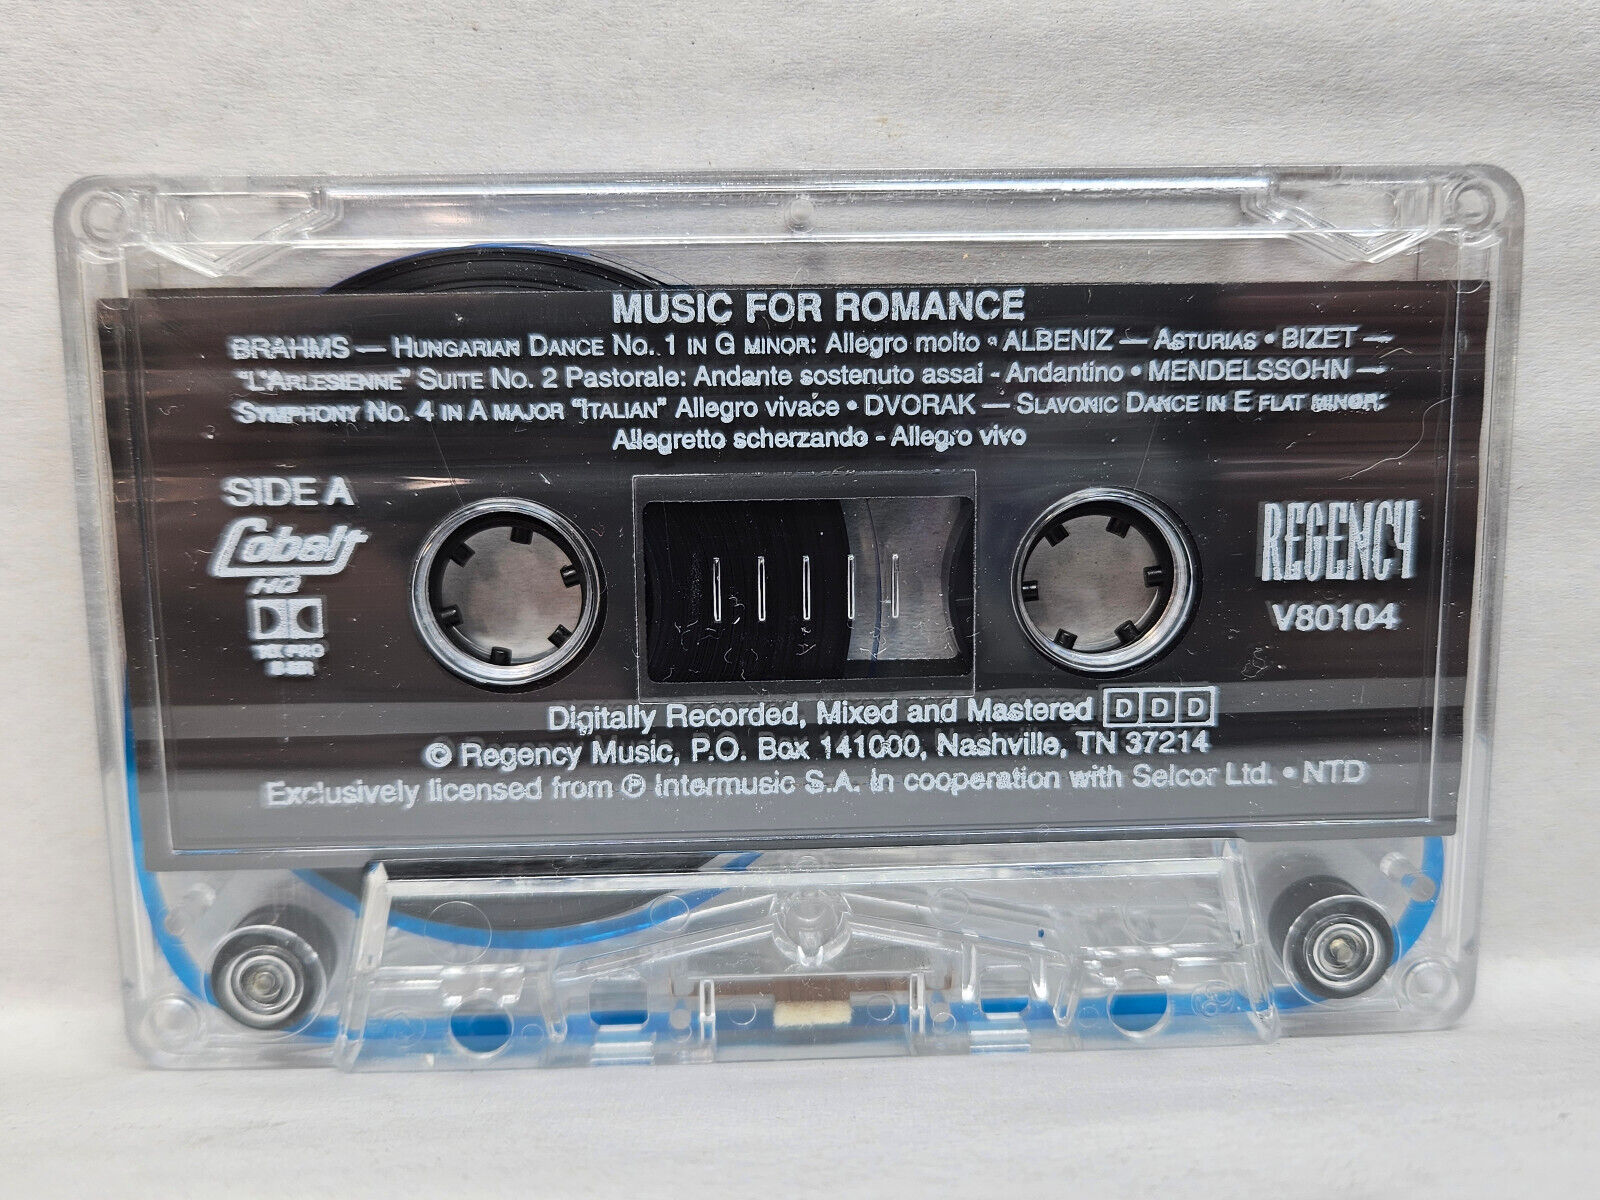 MUSIC FOR ROMANCE
BRAHMS — HUNGARIAN DANCE NO. 1 IN G MINOR: Allegro molto • ALBENIZ — ASTURIAS • BIZET —
"L'ARLESIENNE" SUITE NO. 2 Pastorale: Andante sostenuto assai - Andantino • MENDELSSOHN —
SYMPHONY NO. 4 IN A MAJOR "ITALIAN" Allegro vivace • DVORAK — SLAVONIC DANCE IN E FLAT MINOR:
Allegretto scherzando - Allegro vivo
SIDE A
Cobalt
HQ
HX PRO
B-NR
REGENCY
V80104
Digitally Recorded, Mixed and Mastered DDD
© Regency Music, P.O. Box 141000, Nashville, TN 37214
Exclusively licensed from ℗ Intermusic S.A. in cooperation with Selcor Ltd. • NTD